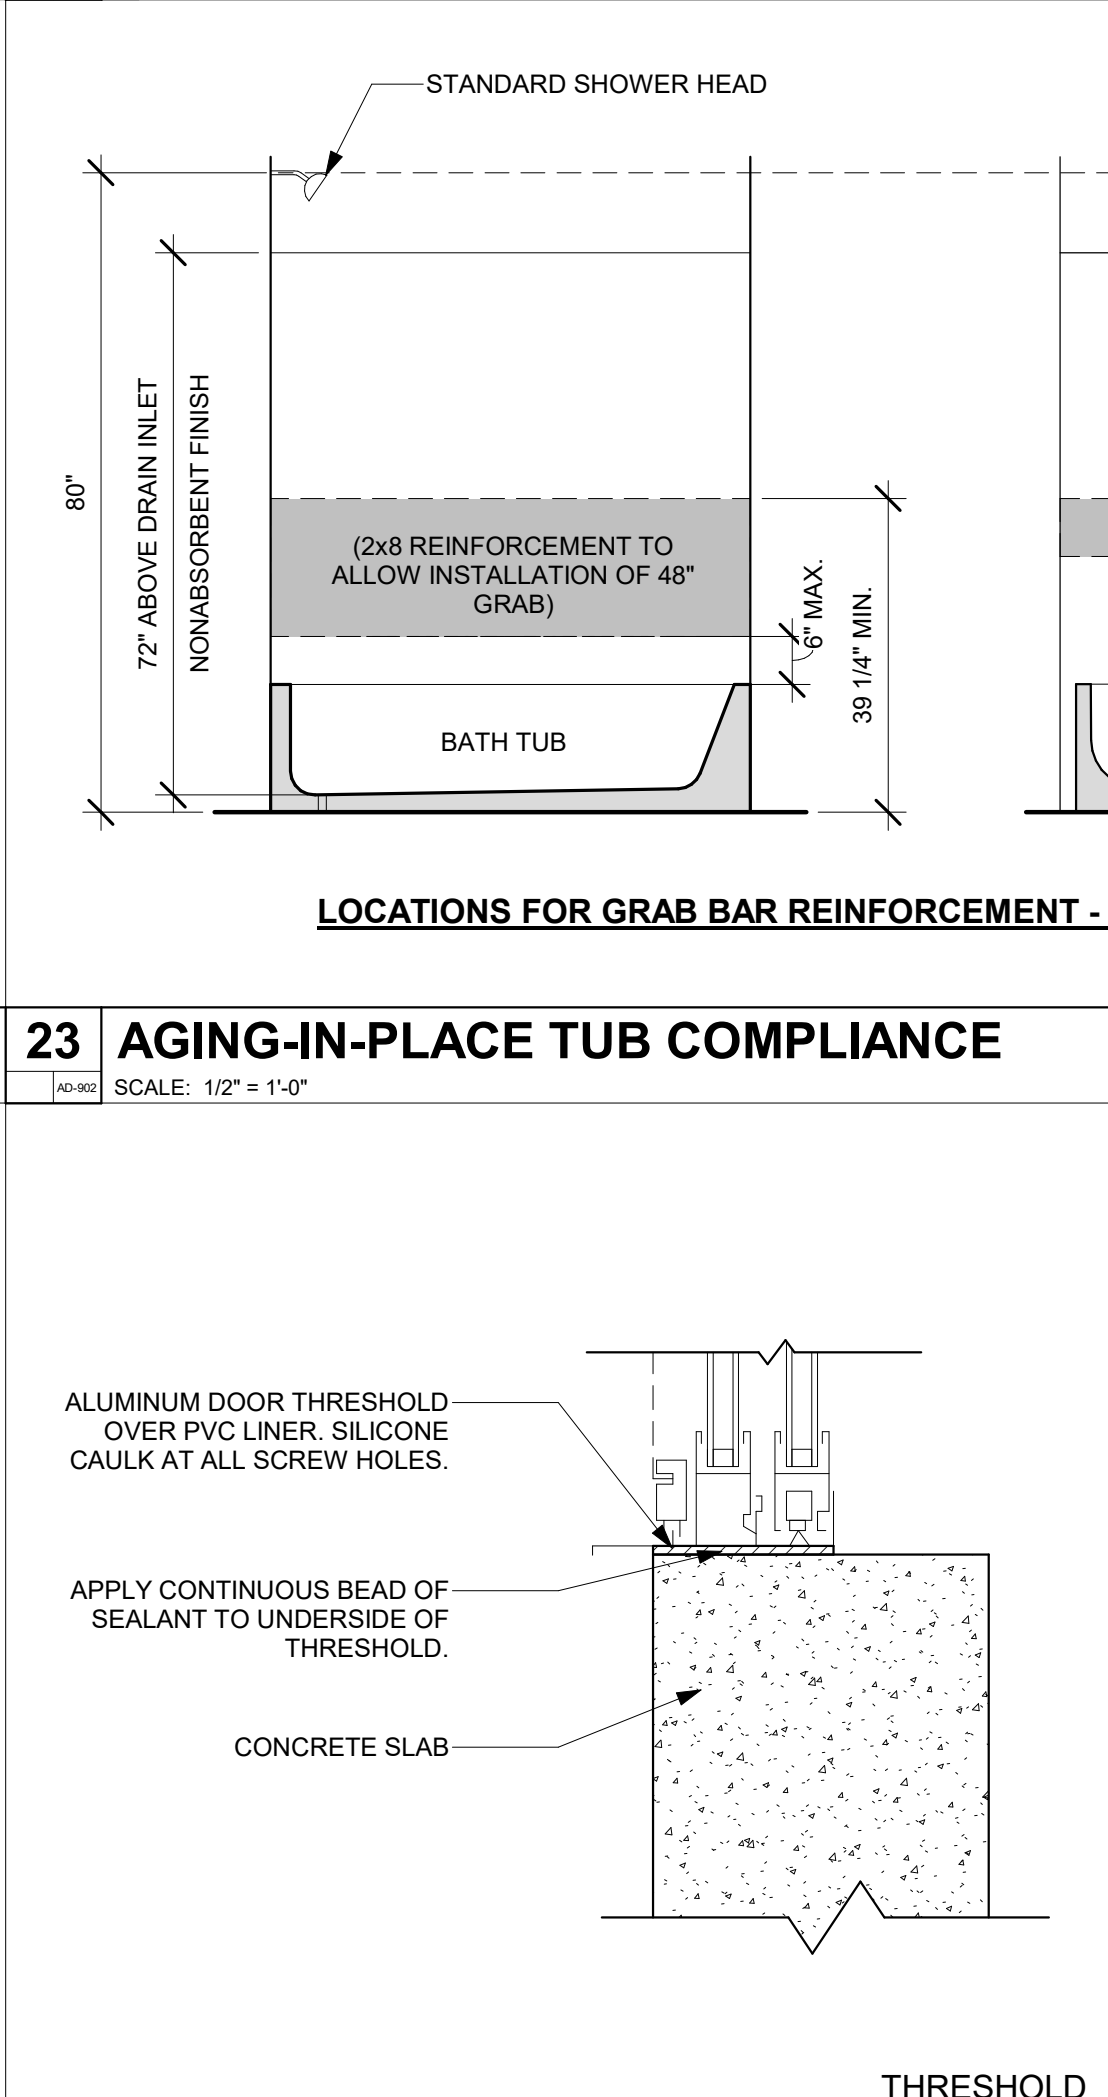 STANDARD SHOWER HEAD
80"
72" ABOVE DRAIN INLET
NONABSORBENT FINISH
(2x8 REINFORCEMENT TO
ALLOW INSTALLATION OF 48"
GRAB)
6" MAX.
39 1/4" MIN.
BATH TUB
LOCATIONS FOR GRAB BAR REINFORCEMENT -
23
AGING-IN-PLACE TUB COMPLIANCE
AD-902
SCALE: 1/2" = 1'-0"
ALUMINUM DOOR THRESHOLD
OVER PVC LINER. SILICONE
CAULK AT ALL SCREW HOLES.
APPLY CONTINUOUS BEAD OF
SEALANT TO UNDERSIDE OF
THRESHOLD.
CONCRETE SLAB
THRESHOLD